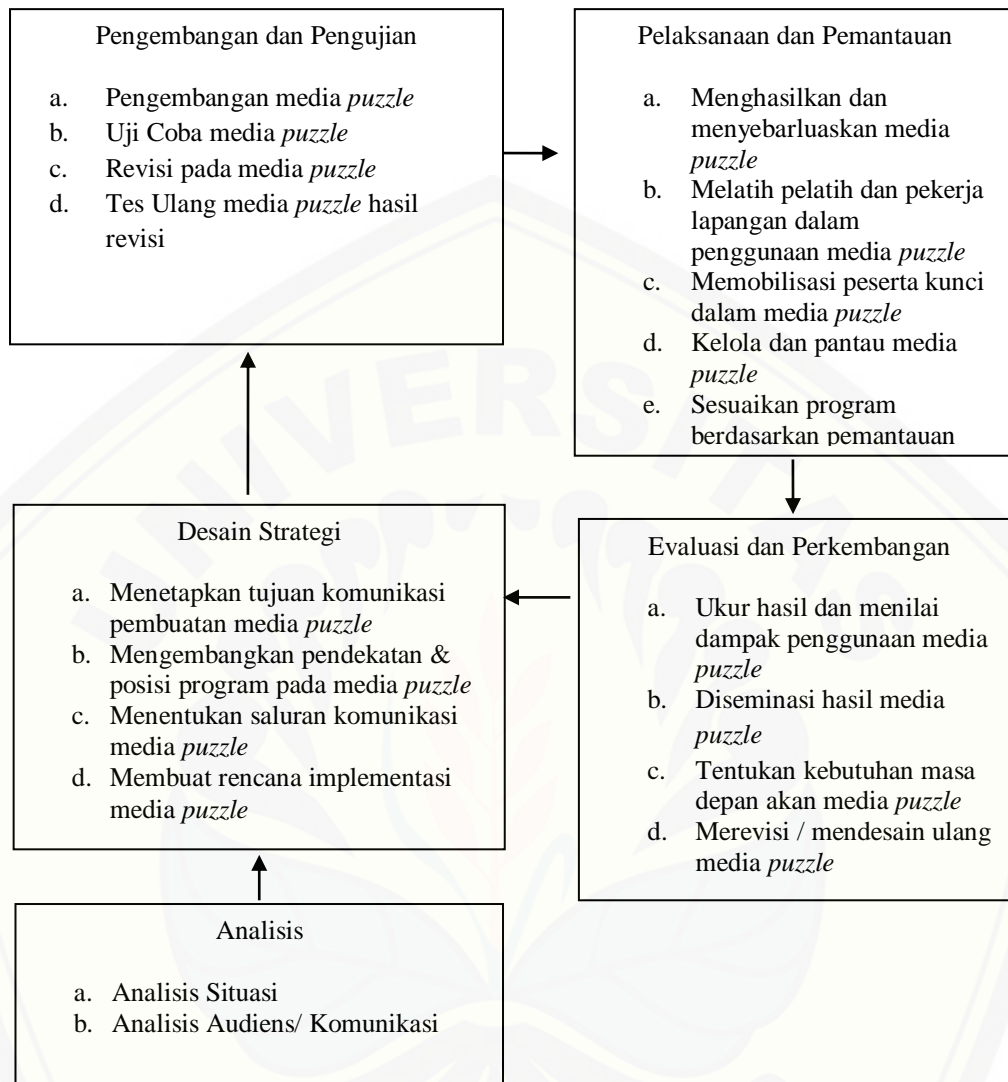 Pengembangan dan Pengujian
a. Pengembangan media puzzle
b. Uji Coba media puzzle
c. Revisi pada media puzzle
d. Tes Ulang media puzzle hasil
revisi
Pelaksanaan dan Pemantauan
a. Menghasilkan dan
menyebarluaskan media
puzzle
b. Melatih pelatih dan pekerja
lapangan dalam
penggunaan media puzzle
c. Memobilisasi peserta kunci
dalam media puzzle
d. Kelola dan pantau media
puzzle
e. Sesuaikan program
berdasarkan pemantauan
Desain Strategi
a. Menetapkan tujuan komunikasi
pembuatan media puzzle
b. Mengembangkan pendekatan &
posisi program pada media puzzle
c. Menentukan saluran komunikasi
media puzzle
d. Membuat rencana implementasi
media puzzle
Evaluasi dan Perkembangan
a. Ukur hasil dan menilai
dampak penggunaan media
puzzle
b. Diseminasi hasil media
puzzle
c. Tentukan kebutuhan masa
depan akan media puzzle
d. Merevisi / mendesain ulang
media puzzle
Analisis
a. Analisis Situasi
b. Analisis Audiens/ Komunikasi
UNIVERSITAS